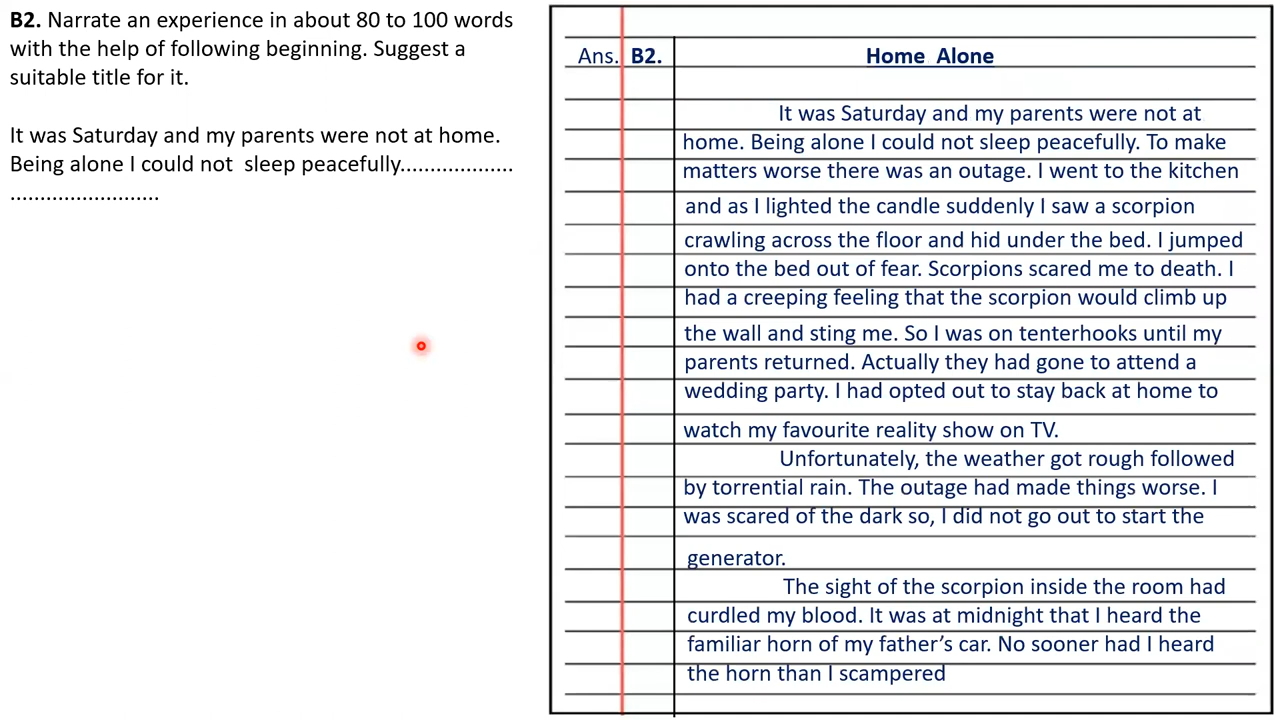 B2. Narrate an experience in about 80 to 100 words
with the help of following beginning. Suggest a
suitable title for it.
It was Saturday and my parents were not at home.
Being alone I could not sleep peacefully...................
.........................
Ans. B2. Home Alone
It was Saturday and my parents were not at
home. Being alone I could not sleep peacefully. To make
matters worse there was an outage. I went to the kitchen
and as I lighted the candle suddenly I saw a scorpion
crawling across the floor and hid under the bed. I jumped
onto the bed out of fear. Scorpions scared me to death. I
had a creeping feeling that the scorpion would climb up
the wall and sting me. So I was on tenterhooks until my
parents returned. Actually they had gone to attend a
wedding party. I had opted out to stay back at home to
watch my favourite reality show on TV.
Unfortunately, the weather got rough followed
by torrential rain. The outage had made things worse. I
was scared of the dark so, I did not go out to start the
generator.
The sight of the scorpion inside the room had
curdled my blood. It was at midnight that I heard the
familiar horn of my father’s car. No sooner had I heard
the horn than I scampered